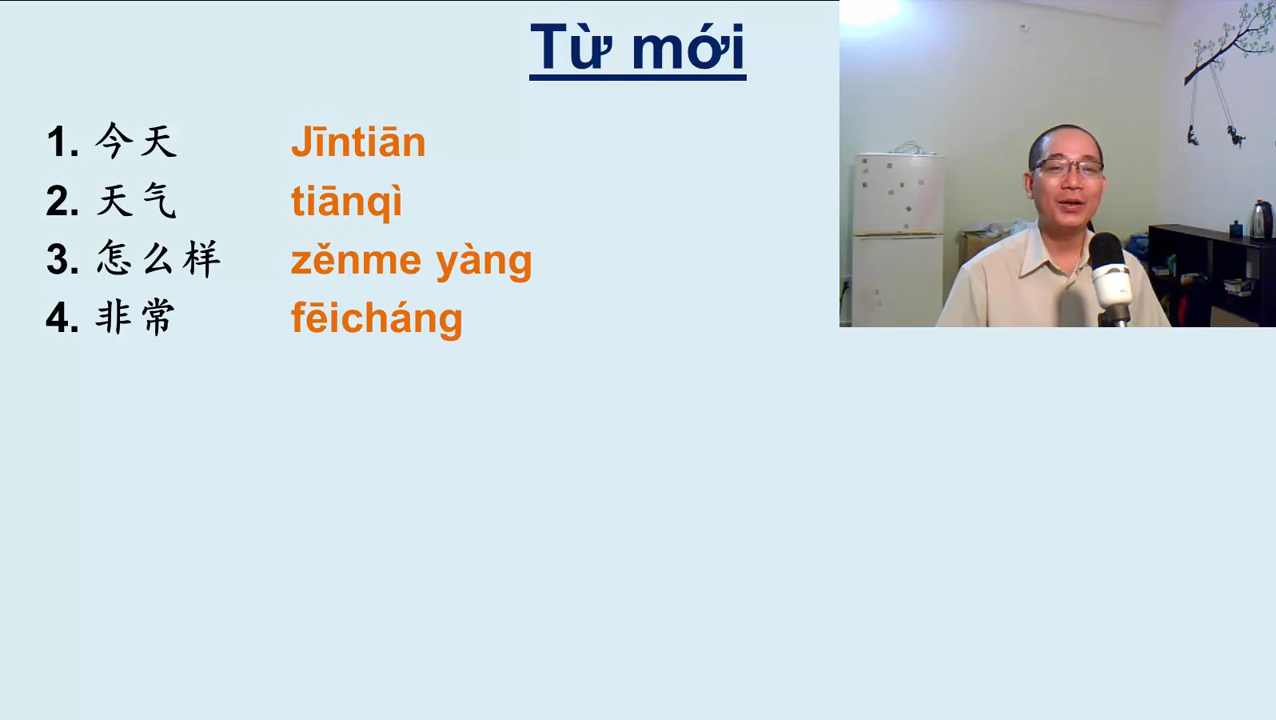 Từ mới
1. 今天 Jīntiān
2. 天气 tiānqì
3. 怎么样 zěnme yàng
4. 非常 fēicháng